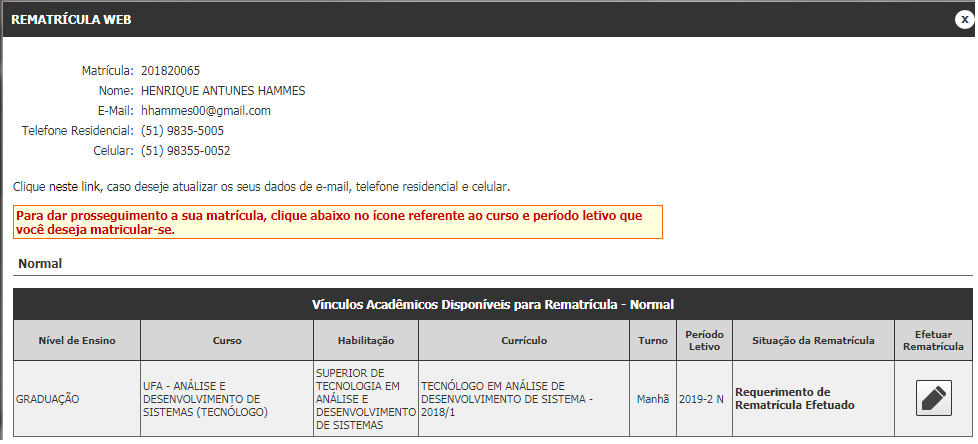 REMATRÍCULA WEB
x
Matrícula: 201820065
Nome: HENRIQUE ANTUNES HAMMES
E-Mail: hhammes00@gmail.com
Telefone Residencial: (51) 9835-5005
Celular: (51) 98355-0052
Clique neste link, caso deseje atualizar os seus dados de e-mail, telefone residencial e celular.
Para dar prosseguimento a sua matrícula, clique abaixo no ícone referente ao curso e período letivo que
você deseja matricular-se.
Normal
Vínculos Acadêmicos Disponíveis para Rematrícula - Normal
Nível de Ensino
Curso
Habilitação
Currículo
Turno
Período
Letivo
Situação da Rematrícula
Efetuar
Rematrícula
GRADUAÇÃO
UFA - ANÁLISE E
DESENVOLVIMENTO DE
SISTEMAS (TECNÓLOGO)
SUPERIOR DE
TECNOLOGIA EM
ANÁLISE E
DESENVOLVIMENTO
DE SISTEMAS
TECNÓLOGO EM ANÁLISE DE
DESENVOLVIMENTO DE SISTEMA -
2018/1
Manhã
2019-2 N
Requerimento de
Rematrícula Efetuado